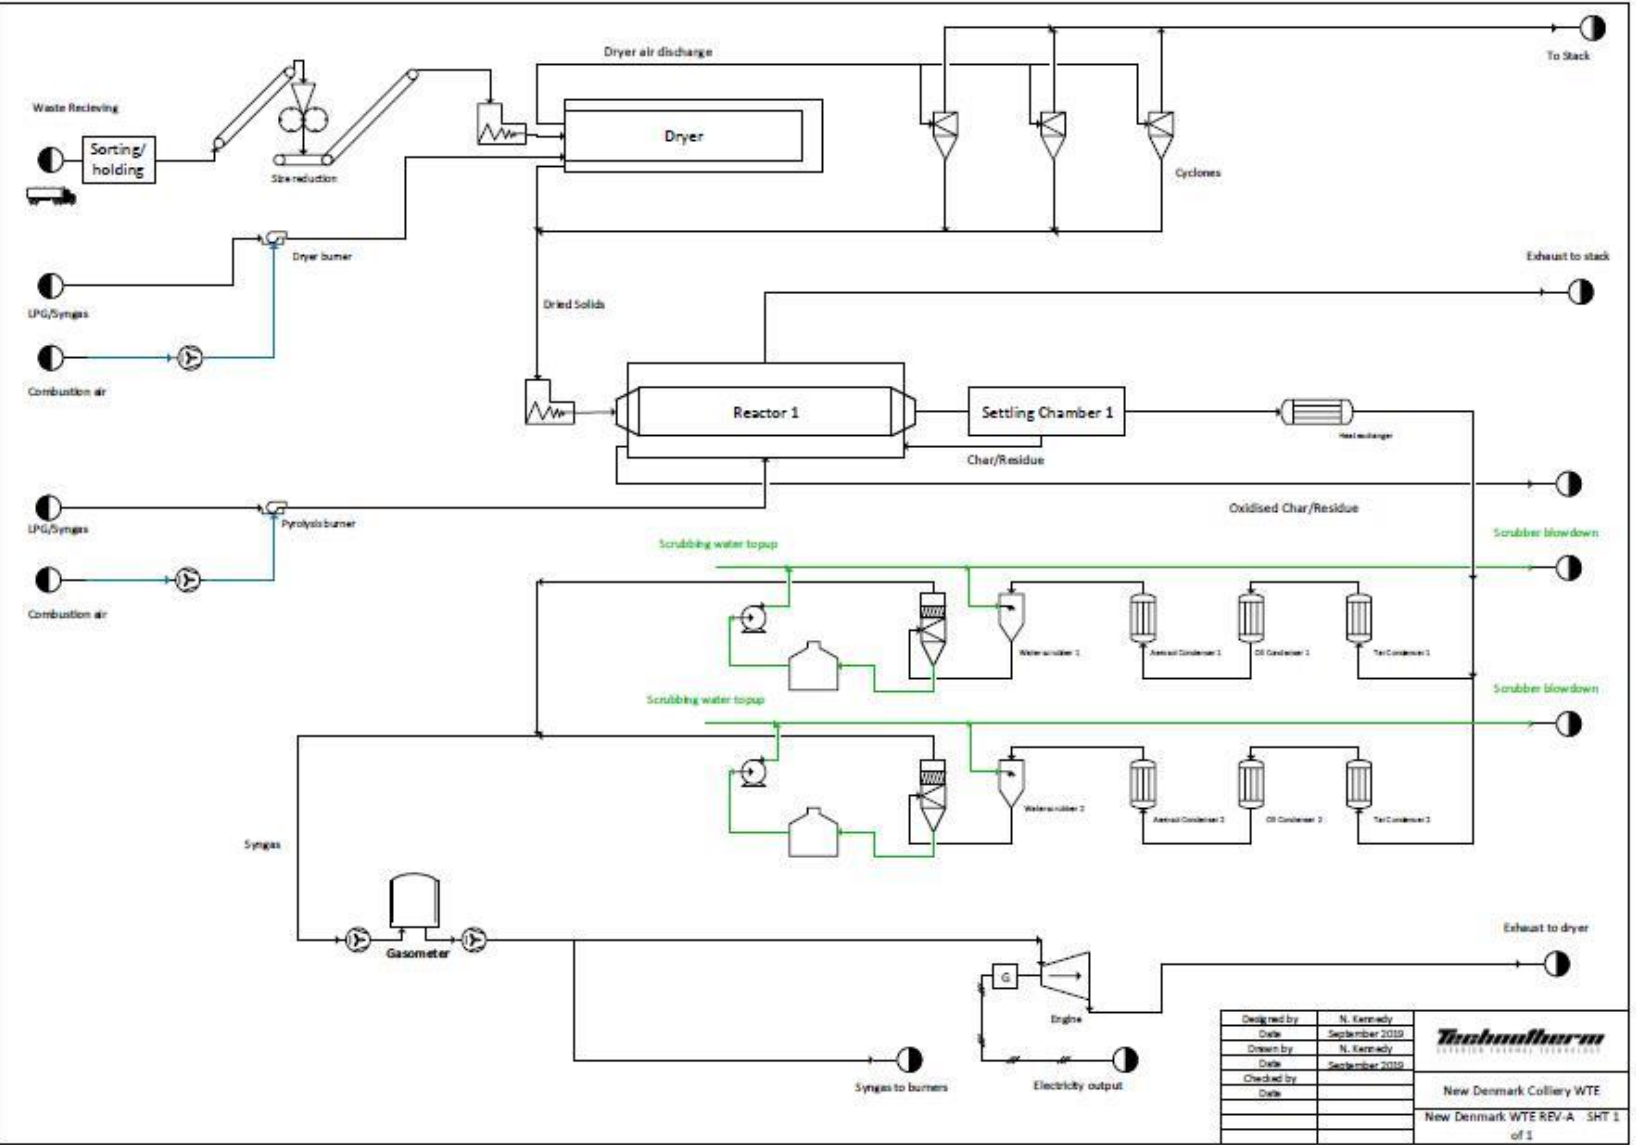 Dryer air discharge
To Stack
Waste Recieving
Sorting/
holding
Size reduction
Dryer
Cyclones
Dryer burner
LPG/Syngas
Combustion air
Dried Solids
Exhaust to stack
Reactor 1
Settling Chamber 1
Heat exchanger
Char/Residue
Oxidised Char/Residue
LPG/Syngas
Pyrolysis burner
Combustion air
Scrubbing water topup
Scrubber blowdown
Water scrubber 1
Aerosol Condenser 1
Oil Condenser 1
Tar Condenser 1
Scrubbing water topup
Scrubber blowdown
Water scrubber 2
Aerosol Condenser 2
Oil Condenser 2
Tar Condenser 2
Syngas
Gasometer
G
Engine
Exhaust to dryer
Syngas to burners
Electricity output
Designed by N. Kennedy
Date September 2019
Drawn by N. Kennedy
Date September 2019
Checked by
Date
Technotherm
SUPERIOR THERMAL TECHNOLOGY
New Denmark Colliery WTE
New Denmark WTE REV-A SHT 1
of 1